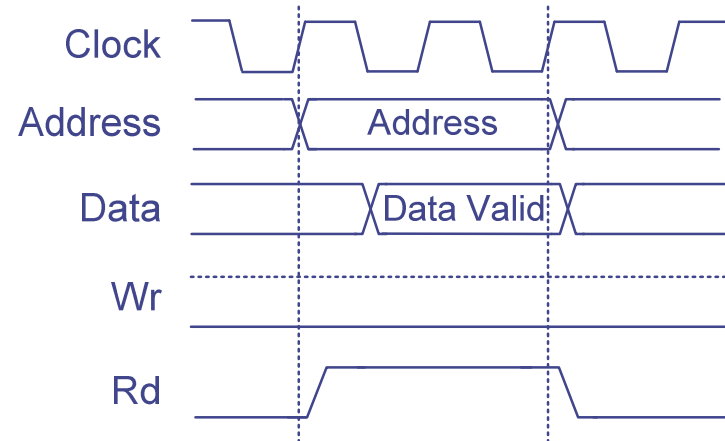 Clock
Address
Address
Data
Data Valid
Wr
Rd